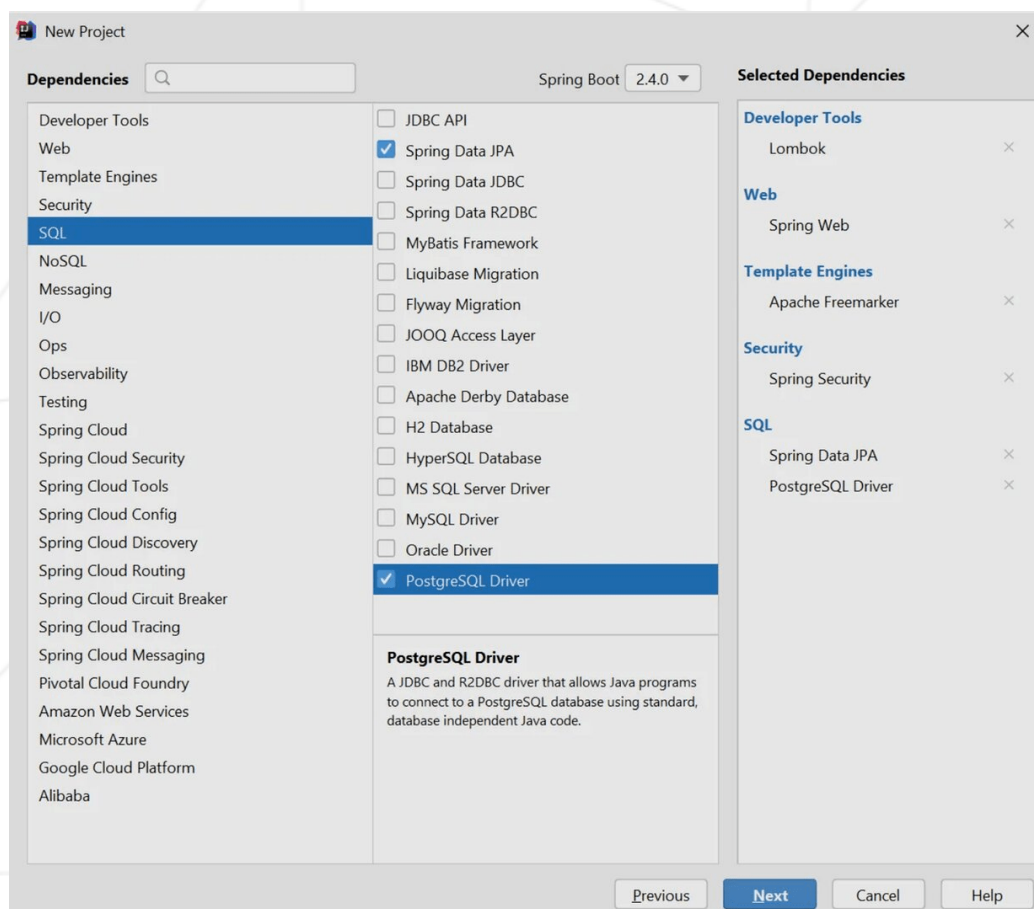 New Project
Dependencies
Spring Boot 2.4.0
Selected Dependencies
Developer Tools
Web
Template Engines
Security
SQL
NoSQL
Messaging
I/O
Ops
Observability
Testing
Spring Cloud
Spring Cloud Security
Spring Cloud Tools
Spring Cloud Config
Spring Cloud Discovery
Spring Cloud Routing
Spring Cloud Circuit Breaker
Spring Cloud Tracing
Spring Cloud Messaging
Pivotal Cloud Foundry
Amazon Web Services
Microsoft Azure
Google Cloud Platform
Alibaba
JDBC API
Spring Data JPA
Spring Data JDBC
Spring Data R2DBC
MyBatis Framework
Liquibase Migration
Flyway Migration
JOOQ Access Layer
IBM DB2 Driver
Apache Derby Database
H2 Database
HyperSQL Database
MS SQL Server Driver
MySQL Driver
Oracle Driver
PostgreSQL Driver
PostgreSQL Driver
A JDBC and R2DBC driver that allows Java programs
to connect to a PostgreSQL database using standard,
database independent Java code.
Developer Tools
Lombok
Web
Spring Web
Template Engines
Apache Freemarker
Security
Spring Security
SQL
Spring Data JPA
PostgreSQL Driver
Previous
Next
Cancel
Help